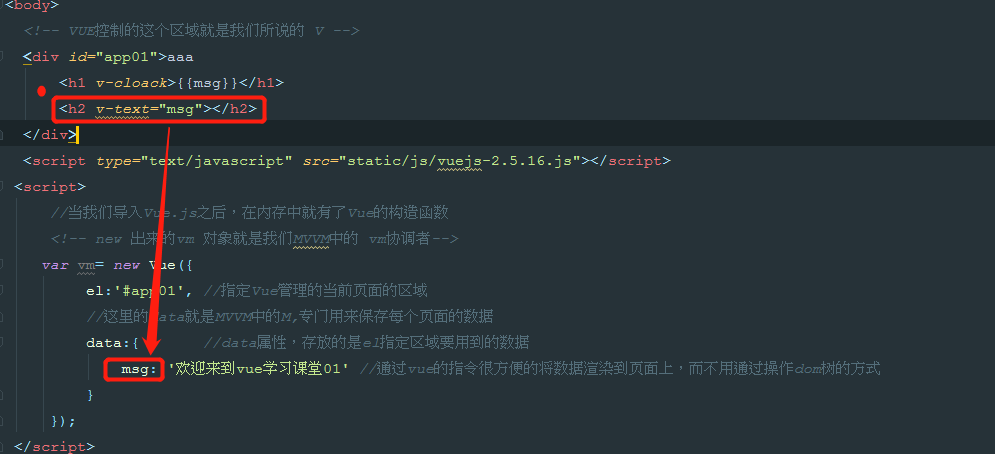 <body>
<!-- VUE控制的这个区域就是我们所说的 V -->
<div id="app01">aaa
<h1 v-cloack>{{msg}}</h1>
<h2 v-text="msg"></h2>
</div>
<script type="text/javascript" src="static/js/vuejs-2.5.16.js"></script>
<script>
//当我们导入Vue.js之后，在内存中就有了Vue的构造函数
<!-- new 出来的vm 对象就是我们MVVM中的 vm协调者-->
var vm= new Vue({
el:'#app01', //指定Vue管理的当前页面的区域
//这里的data就是MVVM中的M,专门用来保存每个页面的数据
data:{ //data属性，存放的是el指定区域要用到的数据
msg: '欢迎来到vue学习课堂01' //通过vue的指令很方便的将数据渲染到页面上，而不用通过操作dom树的方式
}
});
</script>